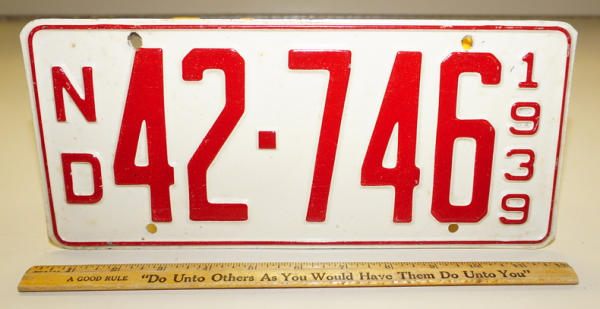 ND 42·746 1939
A GOOD RULE "Do Unto Others As You Would Have Them Do Unto You"